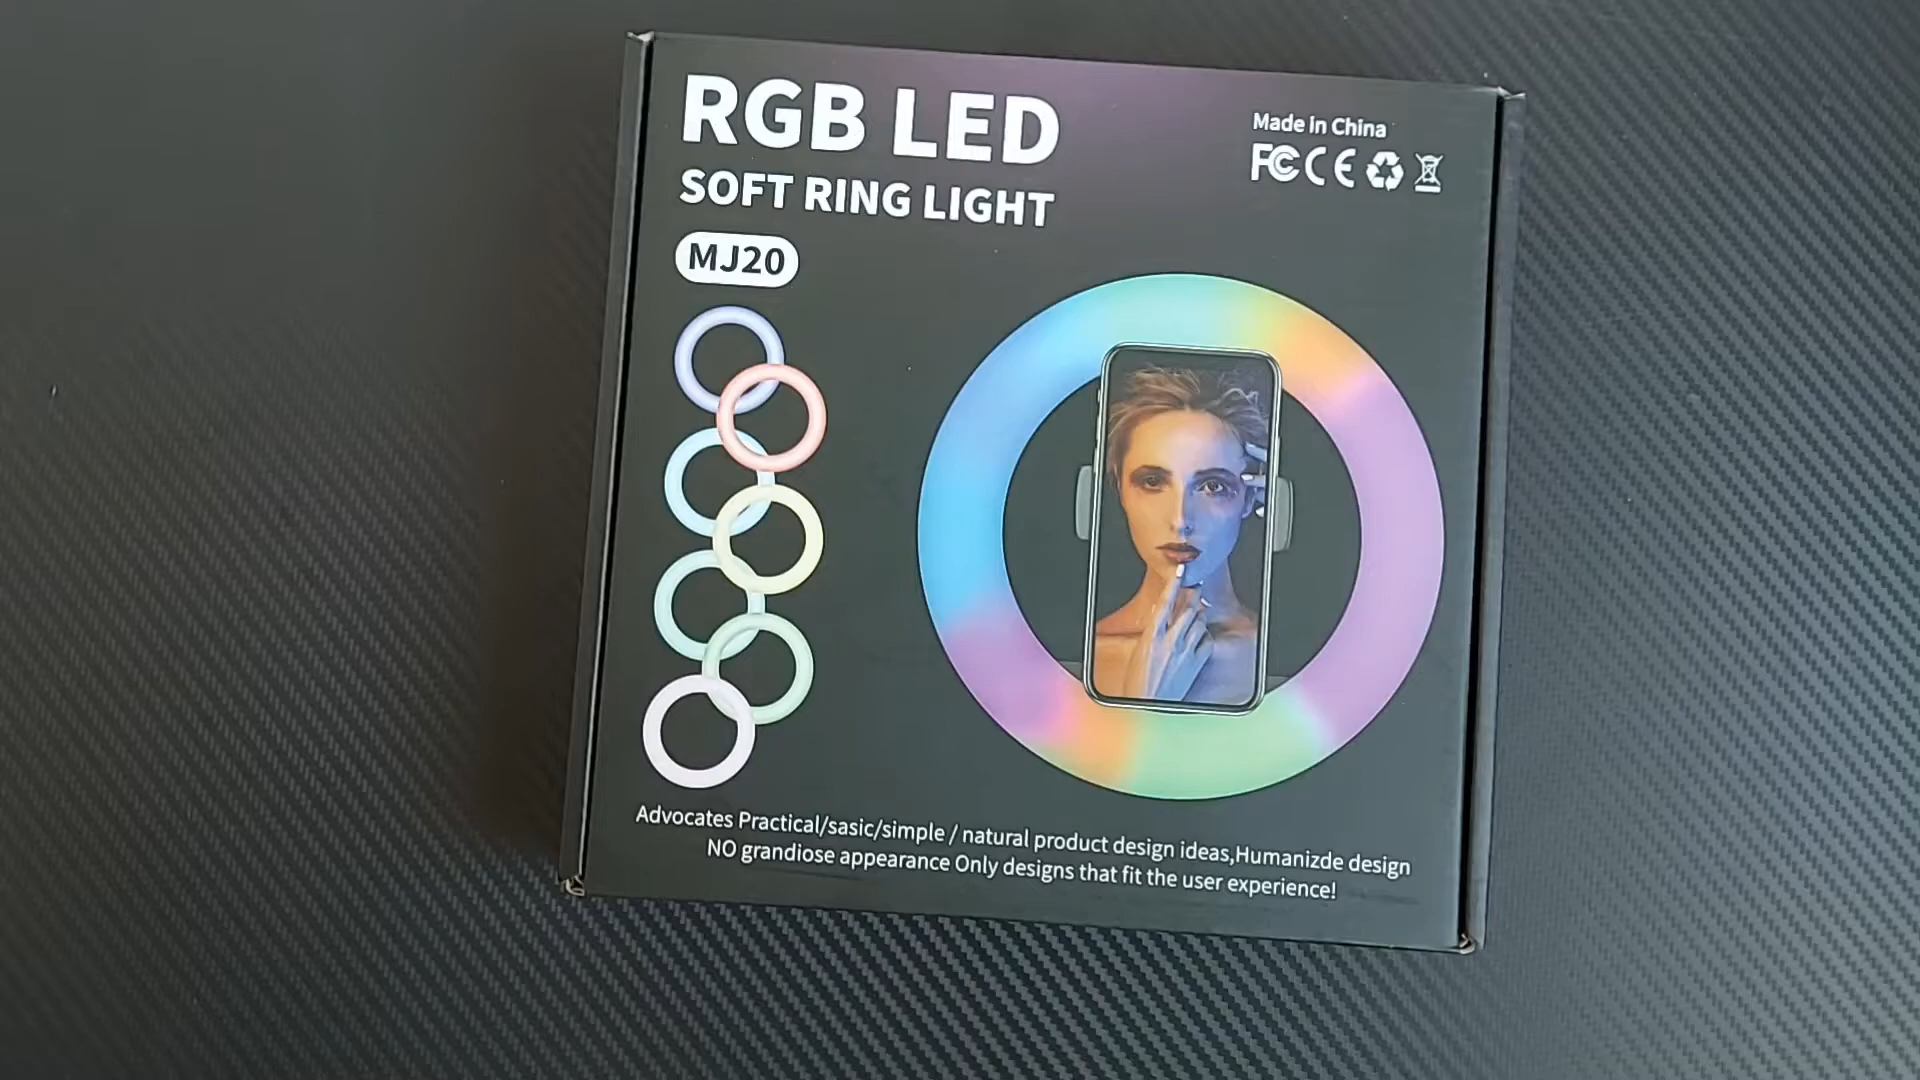 RGB LED
SOFT RING LIGHT
MJ20
Made in China
FC CE
Advocates Practical/sasic/simple / natural product design ideas,Humanizde design
NO grandiose appearance Only designs that fit the user experience!